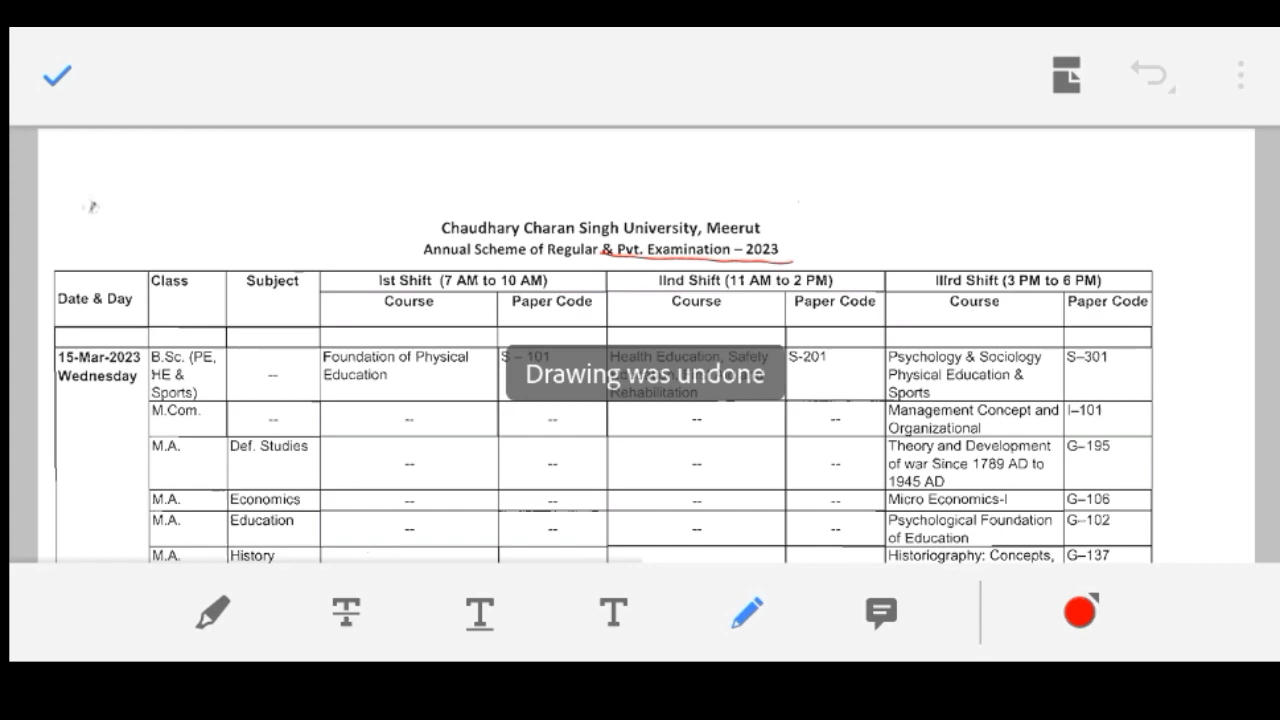 Chaudhary Charan Singh University, Meerut
Annual Scheme of Regular & Pvt. Examination – 2023
Date & Day Class Subject Ist Shift (7 AM to 10 AM) IInd Shift (11 AM to 2 PM) IIIrd Shift (3 PM to 6 PM)
Course Paper Code Course Paper Code Course Paper Code
15-Mar-2023 B.Sc. (PE, Foundation of Physical S – 101 Health Education, Safely S-201 Psychology & Sociology S–301
Wednesday HE & -- Education Physical Education &
Sports) Rehabilitation Sports
Drawing was undone
M.Com. -- -- -- -- -- Management Concept and I–101
Organizational
M.A. Def. Studies -- -- -- -- Theory and Development G–195
of war Since 1789 AD to
1945 AD
M.A. Economics -- -- -- -- Micro Economics-I G–106
M.A. Education -- -- -- -- Psychological Foundation G–102
of Education
M.A. History Historiography: Concepts, G–137